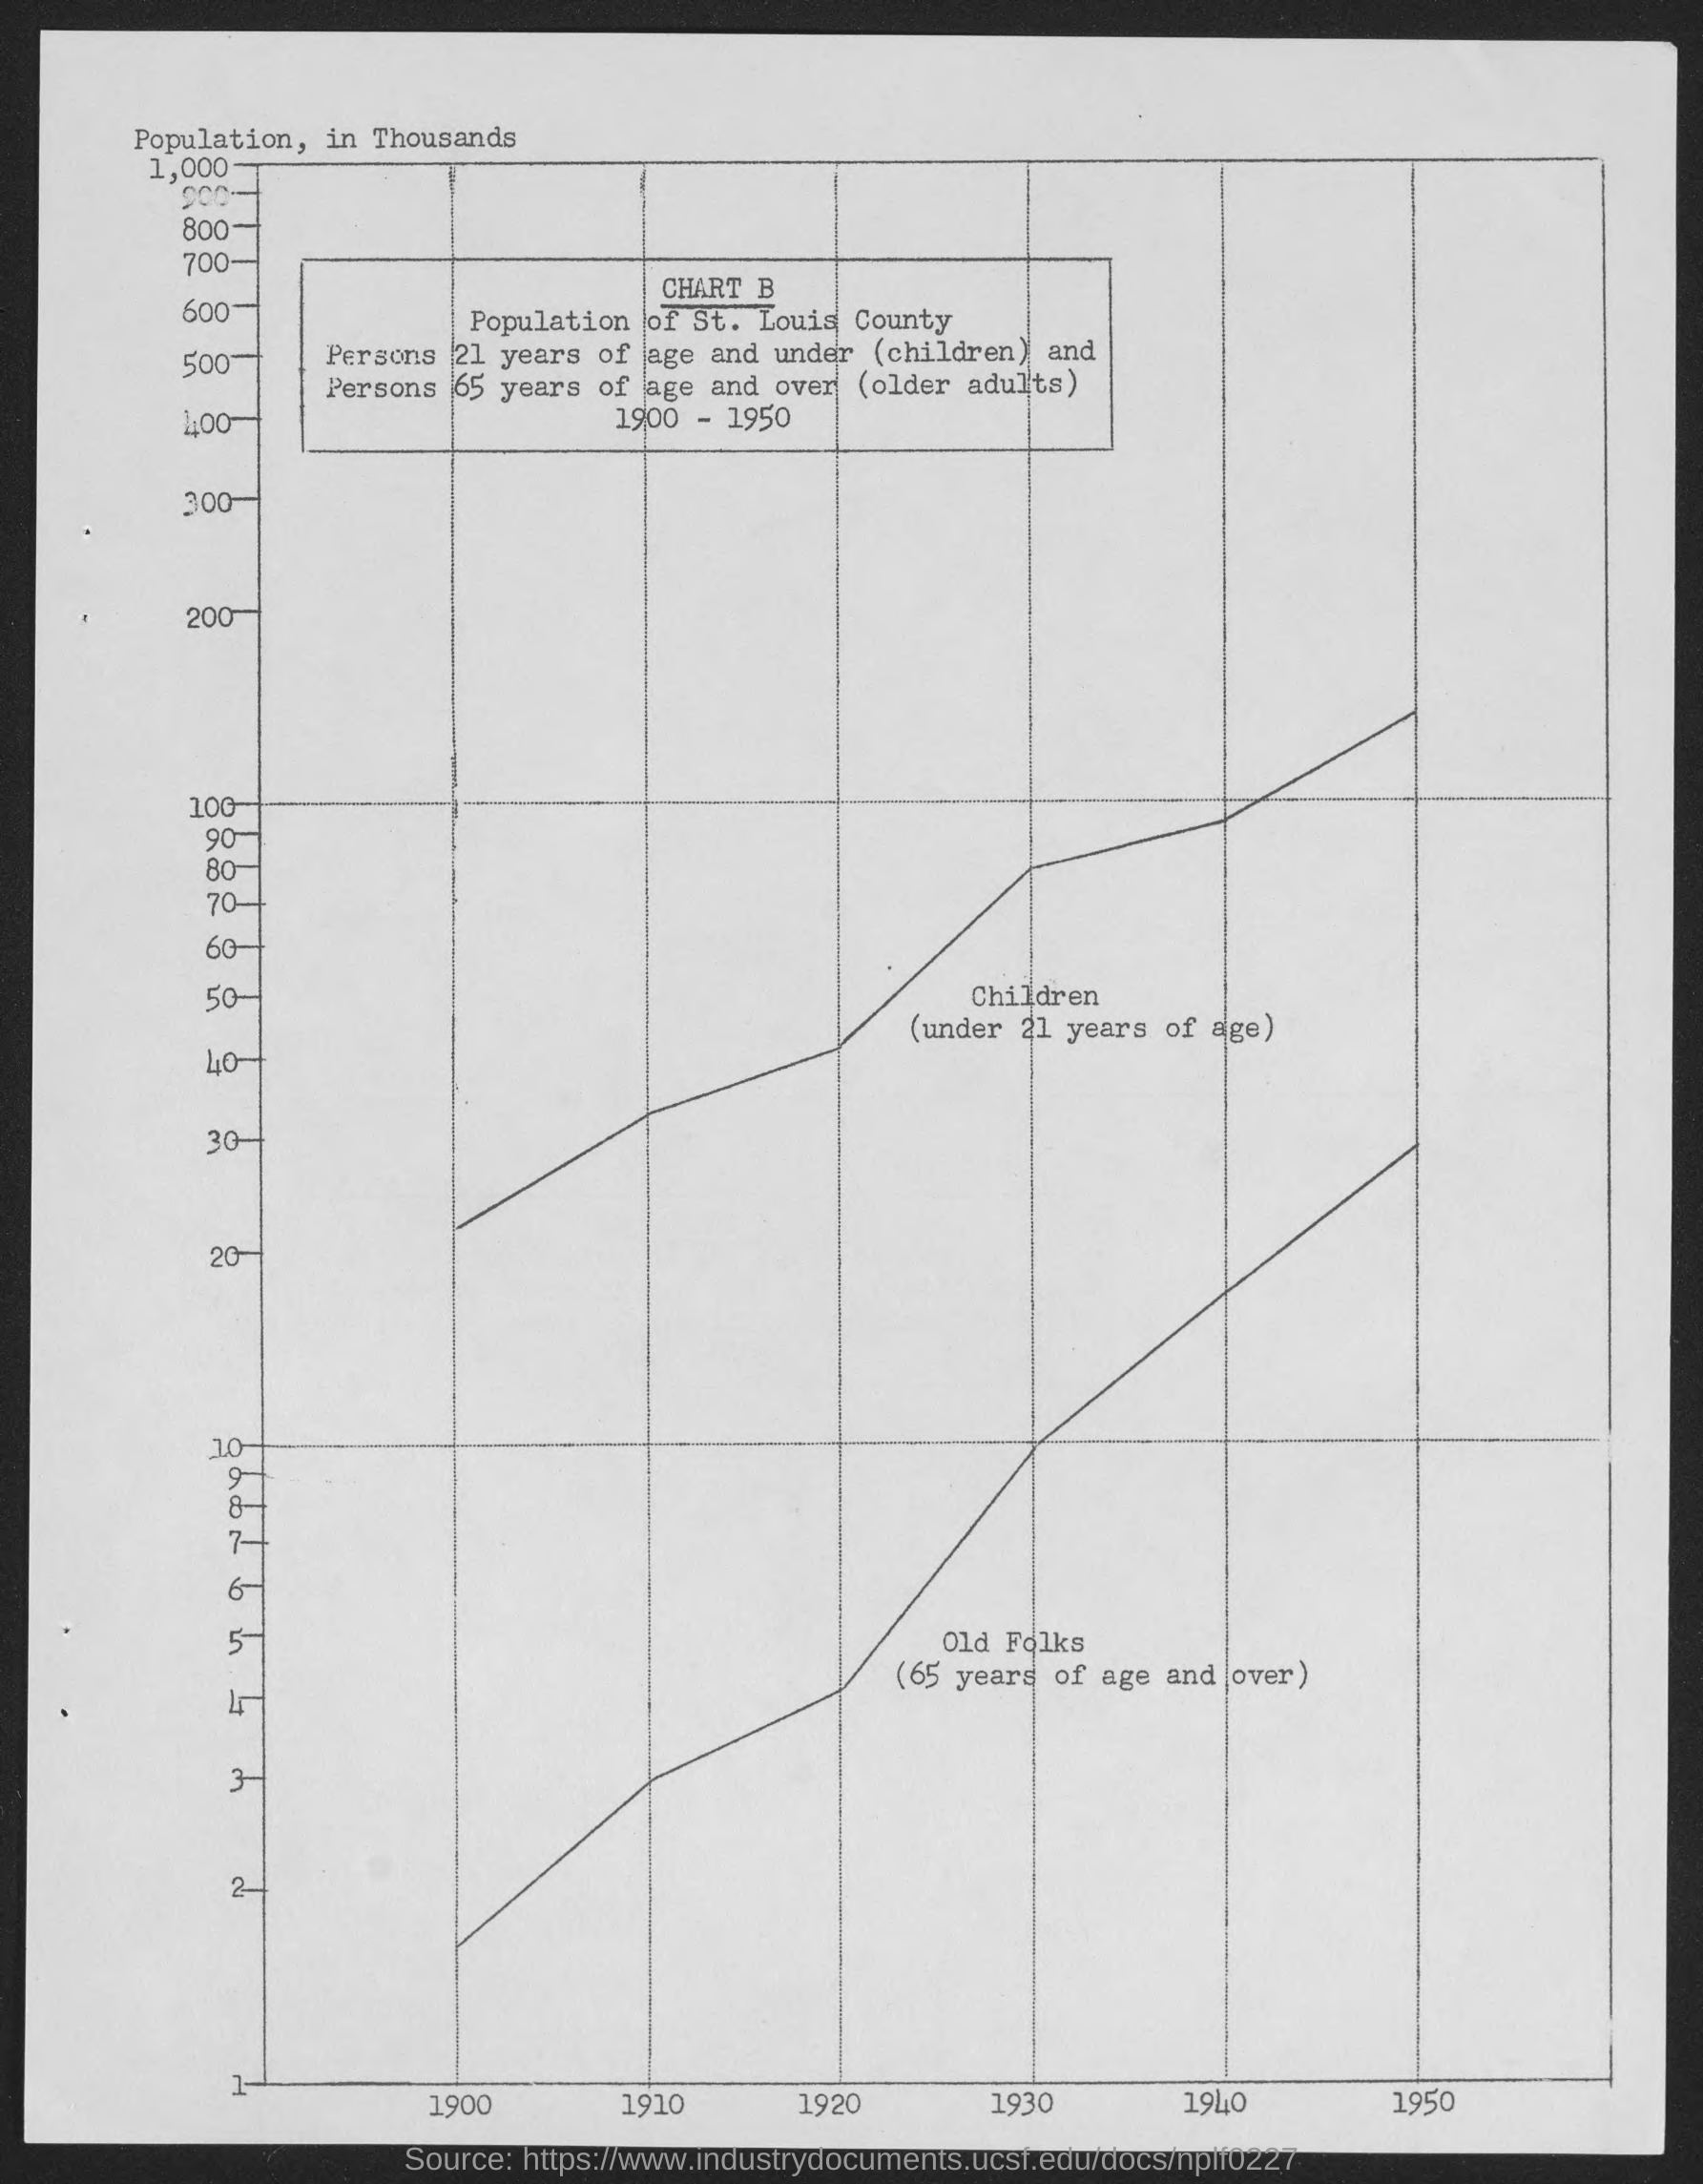 Population, in Thousands
1,000
900
800
700
600
500
400
300
200
100
90
80
70
60
50
40
30
20
10
9
8
7
6
5
4
3
2
1
CHART B
Population of St. Louis County
Persons 21 years of age and under (children) and
Persons 65 years of age and over (older adults)
1900 - 1950
Children
(under 21 years of age)
Old Folks
(65 years of age and over)
1900 1910 1920 1930 1940 1950
Source: https://www.industrydocuments.ucsf.edu/docs/nplf0227